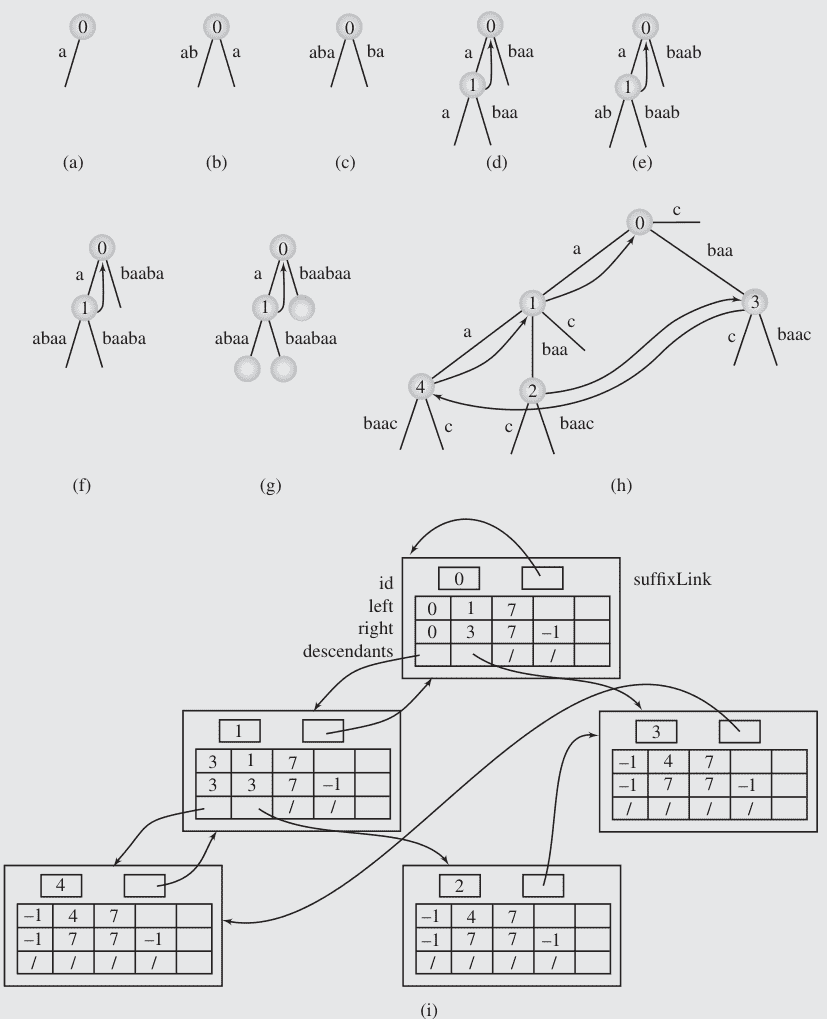 0 0 0 0 0
a ab a aba ba a baa a baab
1 1
a baa ab baab
(a) (b) (c) (d) (e)
0 c
a baa
0 0
a baaba a baabaa
1 1 1 3
abaa baaba abaa baabaa
a baa c c baac
4 2
baac c c baac
(f) (g) (h)
id 0 suffixLink
left 0 1 7
right 0 3 7 –1
descendants / /
1
3 1 7
3 3 7 –1
/ /
3
–1 4 7
–1 7 7 –1
/ / / / /
4
–1 4 7
–1 7 7 –1
/ / / / /
2
–1 4 7
–1 7 7 –1
/ / / / /
(i)